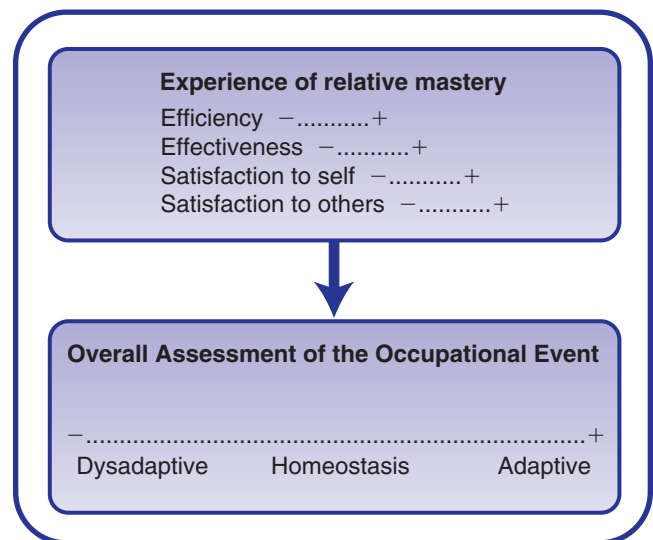 Experience of relative mastery
Efficiency −...........+
Effectiveness −...........+
Satisfaction to self −...........+
Satisfaction to others −...........+
Overall Assessment of the Occupational Event
−............................................................................+
Dysadaptive Homeostasis Adaptive